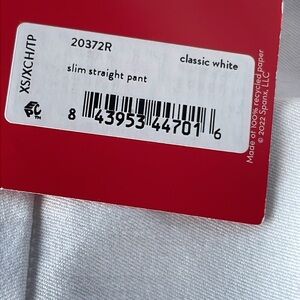 XS/XCH/TP
20372R
classic white
slim straight pant
8 43953 44701 6
Made of 100% recycled paper
© 2022 Spanx, LLC